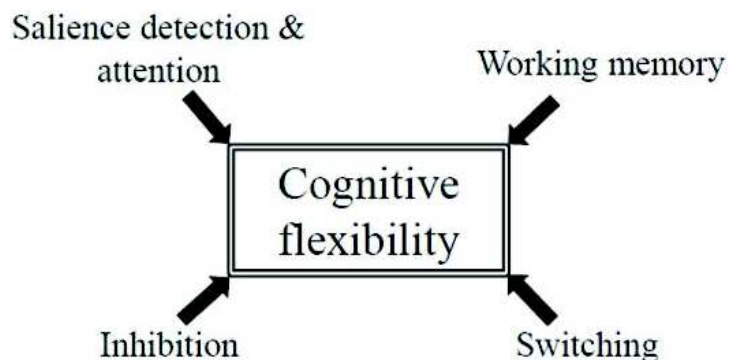 Salience detection &
attention
Working memory
Cognitive
flexibility
Inhibition
Switching